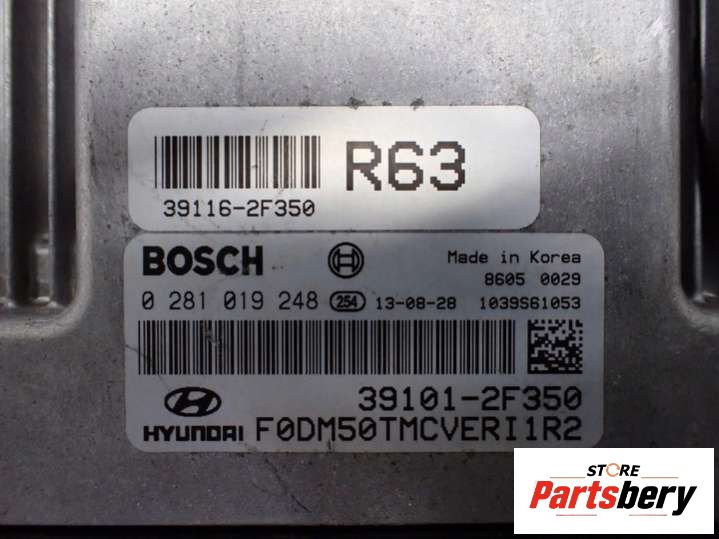 R63
39116-2F350
BOSCH
Made in Korea
8605 0029
0 281 019 248 254 13-08-28 1039S61053
39101-2F350
HYUNDAI F0DM50TMCVERI1R2
STORE
Partsbery